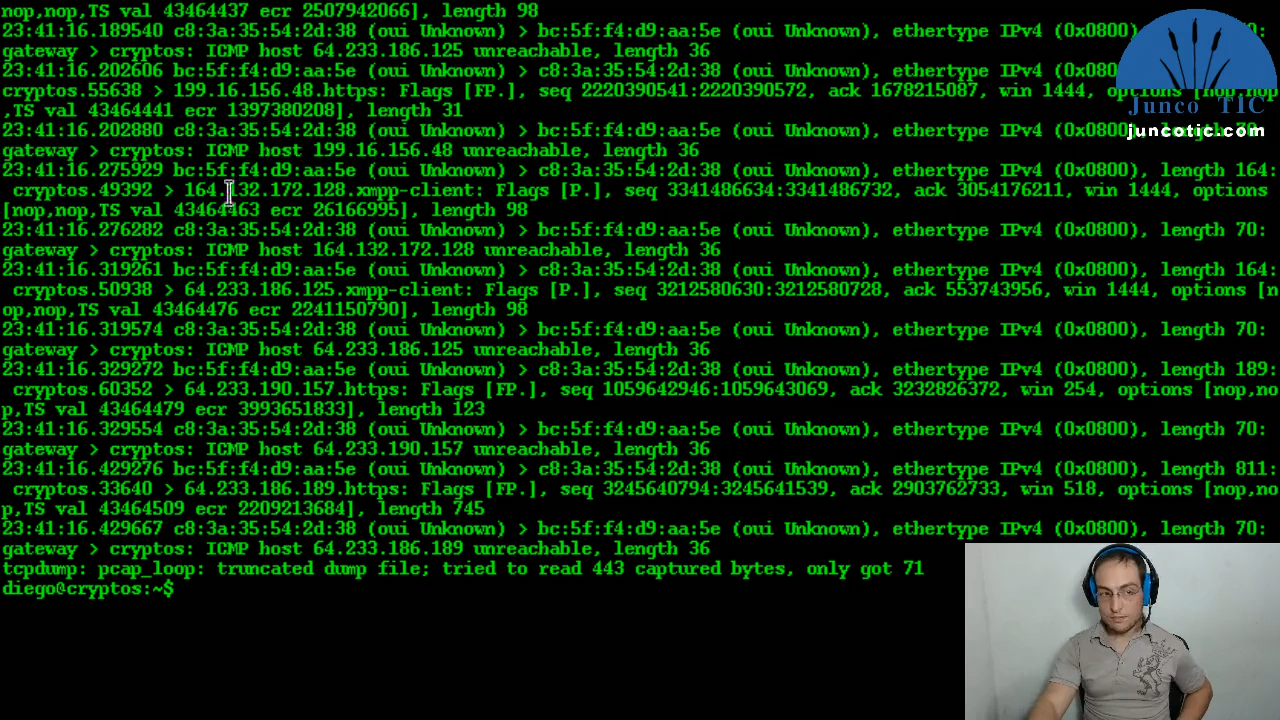 nop,nop,TS val 43464437 ecr 2507942066], length 98
23:41:16.189540 c8:3a:35:54:2d:38 (oui Unknown) > bc:5f:f4:d9:aa:5e (oui Unknown), ethertype IPv4 (0x0800)
gateway > cryptos: ICMP host 64.233.186.125 unreachable, length 36
23:41:16.202606 bc:5f:f4:d9:aa:5e (oui Unknown) > c8:3a:35:54:2d:38 (oui Unknown), ethertype IPv4 (0x0800)
cryptos.55638 > 199.16.156.48.https: Flags [FP.], seq 2220390541:2220390572, ack 1678215087, win 1444, options [nop,nop
,TS val 43464441 ecr 1397380208], length 31
23:41:16.202880 c8:3a:35:54:2d:38 (oui Unknown) > bc:5f:f4:d9:aa:5e (oui Unknown), ethertype IPv4 (0x0800)
gateway > cryptos: ICMP host 199.16.156.48 unreachable, length 36
23:41:16.275929 bc:5f:f4:d9:aa:5e (oui Unknown) > c8:3a:35:54:2d:38 (oui Unknown), ethertype IPv4 (0x0800), length 164:
cryptos.49392 > 164.132.172.128.xmpp-client: Flags [P.], seq 3341486634:3341486732, ack 3054176211, win 1444, options
[nop,nop,TS val 43464463 ecr 26166995], length 98
23:41:16.276282 c8:3a:35:54:2d:38 (oui Unknown) > bc:5f:f4:d9:aa:5e (oui Unknown), ethertype IPv4 (0x0800), length 70:
gateway > cryptos: ICMP host 164.132.172.128 unreachable, length 36
23:41:16.319261 bc:5f:f4:d9:aa:5e (oui Unknown) > c8:3a:35:54:2d:38 (oui Unknown), ethertype IPv4 (0x0800), length 164:
cryptos.50938 > 64.233.186.125.xmpp-client: Flags [P.], seq 3212580630:3212580728, ack 553743956, win 1444, options [n
op,nop,TS val 43464476 ecr 2241150790], length 98
23:41:16.319574 c8:3a:35:54:2d:38 (oui Unknown) > bc:5f:f4:d9:aa:5e (oui Unknown), ethertype IPv4 (0x0800), length 70:
gateway > cryptos: ICMP host 64.233.186.125 unreachable, length 36
23:41:16.329272 bc:5f:f4:d9:aa:5e (oui Unknown) > c8:3a:35:54:2d:38 (oui Unknown), ethertype IPv4 (0x0800), length 189:
cryptos.60352 > 64.233.190.157.https: Flags [FP.], seq 1059642946:1059643069, ack 3232826372, win 254, options [nop,no
p,TS val 43464479 ecr 3993651833], length 123
23:41:16.329554 c8:3a:35:54:2d:38 (oui Unknown) > bc:5f:f4:d9:aa:5e (oui Unknown), ethertype IPv4 (0x0800), length 70:
gateway > cryptos: ICMP host 64.233.190.157 unreachable, length 36
23:41:16.429276 bc:5f:f4:d9:aa:5e (oui Unknown) > c8:3a:35:54:2d:38 (oui Unknown), ethertype IPv4 (0x0800), length 811:
cryptos.33640 > 64.233.186.189.https: Flags [FP.], seq 3245640794:3245641539, ack 2903762733, win 518, options [nop,no
p,TS val 43464509 ecr 2209213684], length 745
23:41:16.429667 c8:3a:35:54:2d:38 (oui Unknown) > bc:5f:f4:d9:aa:5e (oui Unknown), ethertype IPv4 (0x0800), length 70:
gateway > cryptos: ICMP host 64.233.186.189 unreachable, length 36
tcpdump: pcap_loop: truncated dump file; tried to read 443 captured bytes, only got 71
diego@cryptos:~$
Junco TIC
juncotic.com